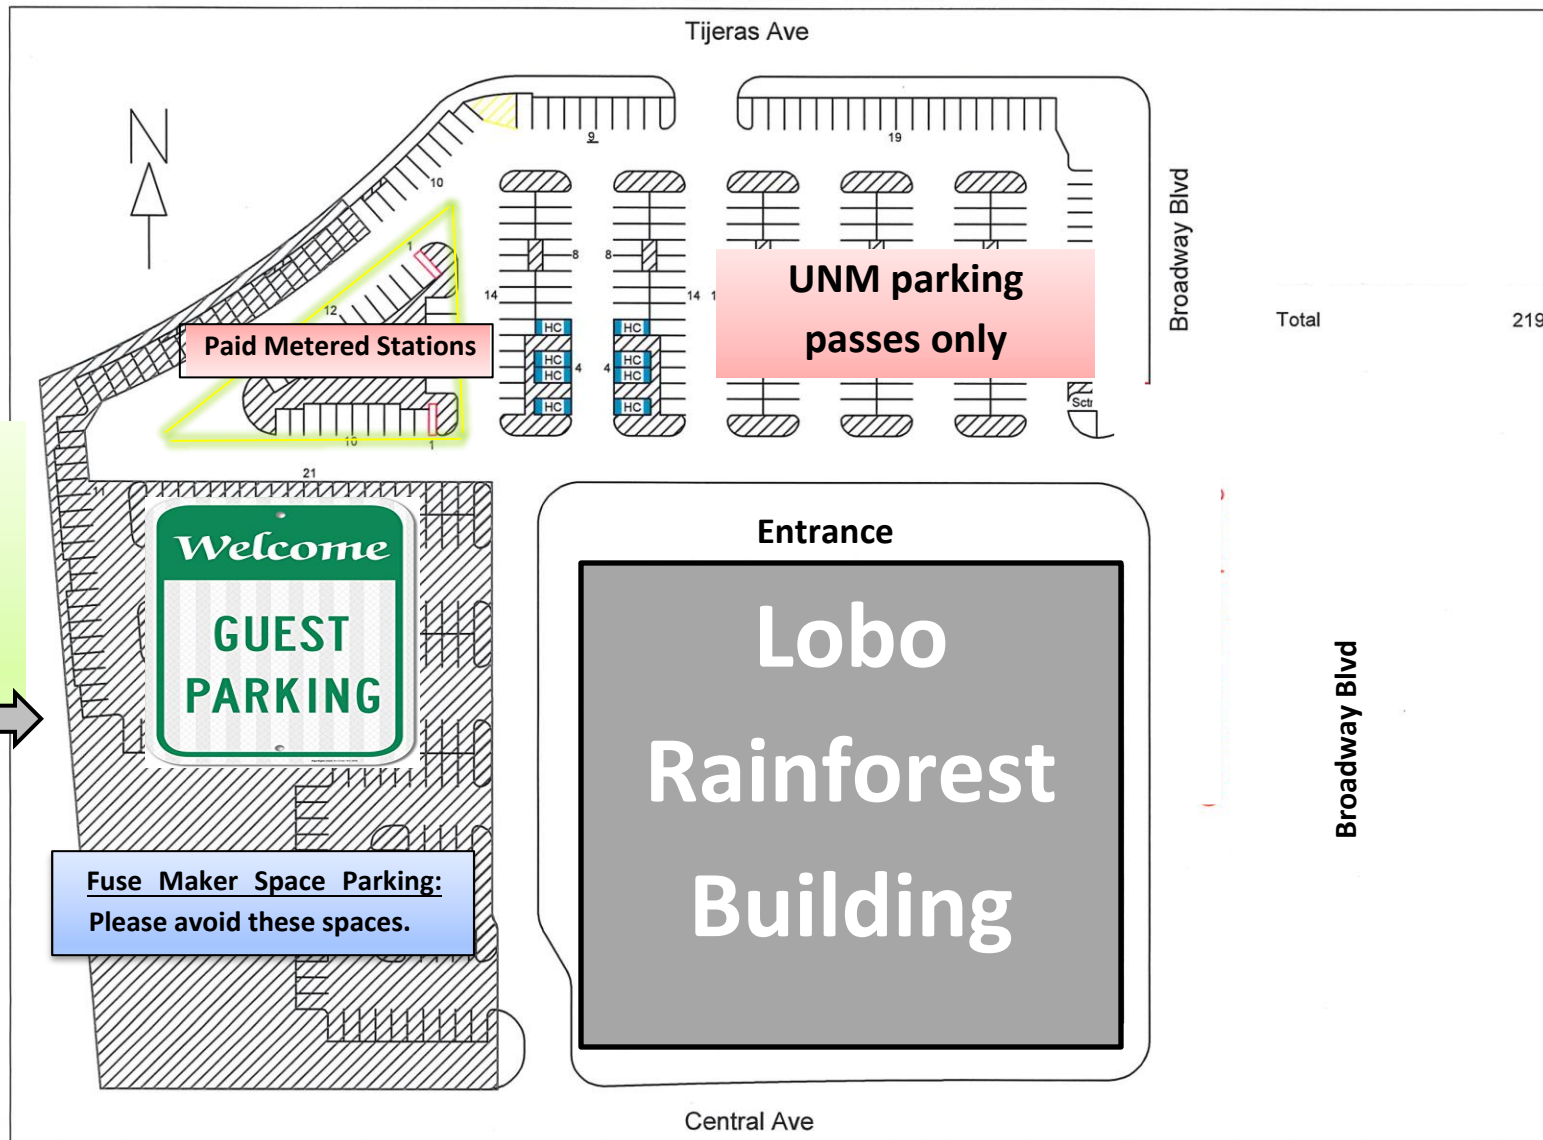 Tijeras Ave
N
9
19
10
Broadway Blvd
1
8
8
UNM parking
passes only
12
14
14
Total 219
Paid Metered Stations
HC
HC
HC
HC
4
4
HC
HC
HC
HC
Sctr
10
1
21
11
Welcome
GUEST
PARKING
Entrance
Lobo
Rainforest
Building
Broadway Blvd
Fuse Maker Space Parking:
Please avoid these spaces.
Central Ave